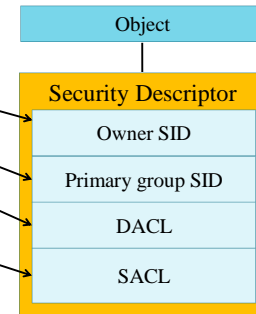 Object
Security Descriptor
Owner SID
Primary group SID
DACL
SACL